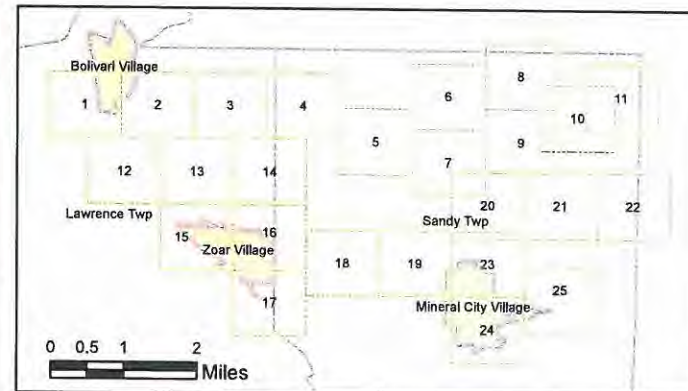 Bolivarl Village
1 2 3 4 5 6 7 8 9 10 11
12 13 14
Lawrence Twp
15 16
Zoar Village
17
18 19
20 21 22
Sandy Twp
23
25
Mineral City Village
24
0 0.5 1 2
Miles